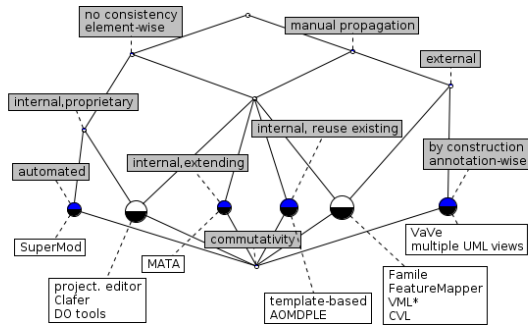 no consistency
element-wise
manual propagation
external
internal,proprietary
internal, reuse existing
by construction
annotation-wise
automated
internal,extending
commutativity
SuperMod
MATA
VaVe
multiple UML views
project. editor
Clafer
DO tools
template-based
AOMDPLE
Famile
FeatureMapper
VML*
CVL